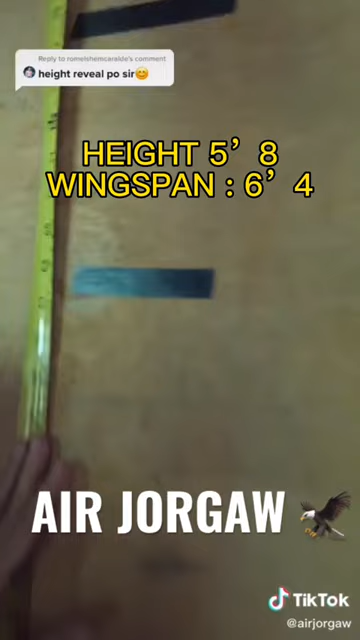 Reply to romelshemcaralde's comment
height reveal po sir😊
HEIGHT 5’8
WINGSPAN : 6’4
AIR JORGAW 🦅
TikTok
@airjorgaw